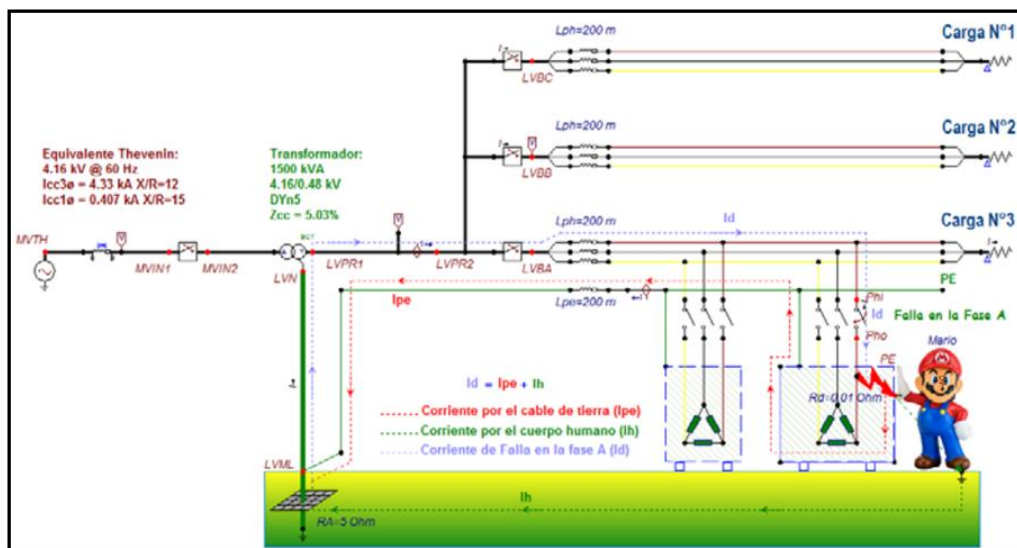 Lph=200 m
Carga N°1
LVBC
Lph=200 m
Carga N°2
LVBB
Equivalente Thevenin:
4.16 kV @ 60 Hz
Icc3ø = 4.33 kA X/R=12
Icc1ø = 0.407 kA X/R=15
Transformador:
1500 kVA
4.16/0.48 kV
DYn5
Zcc = 5.03%
Lph=200 m
Id
Carga N°3
MVTH
MVIN1
MVIN2
LVN
LVPR1
LVPR2
LVBA
Ipe
Lpe=200 m
PE
Phi
Id
Falla en la Fase A
Pho
Mario
PE
Id = Ipe + Ih
Rd=0.01 Ohm
Corriente por el cable de tierra (Ipe)
Corriente por el cuerpo humano (Ih)
Corriente de Falla en la fase A (Id)
LVML
Ih
RA=5 Ohm